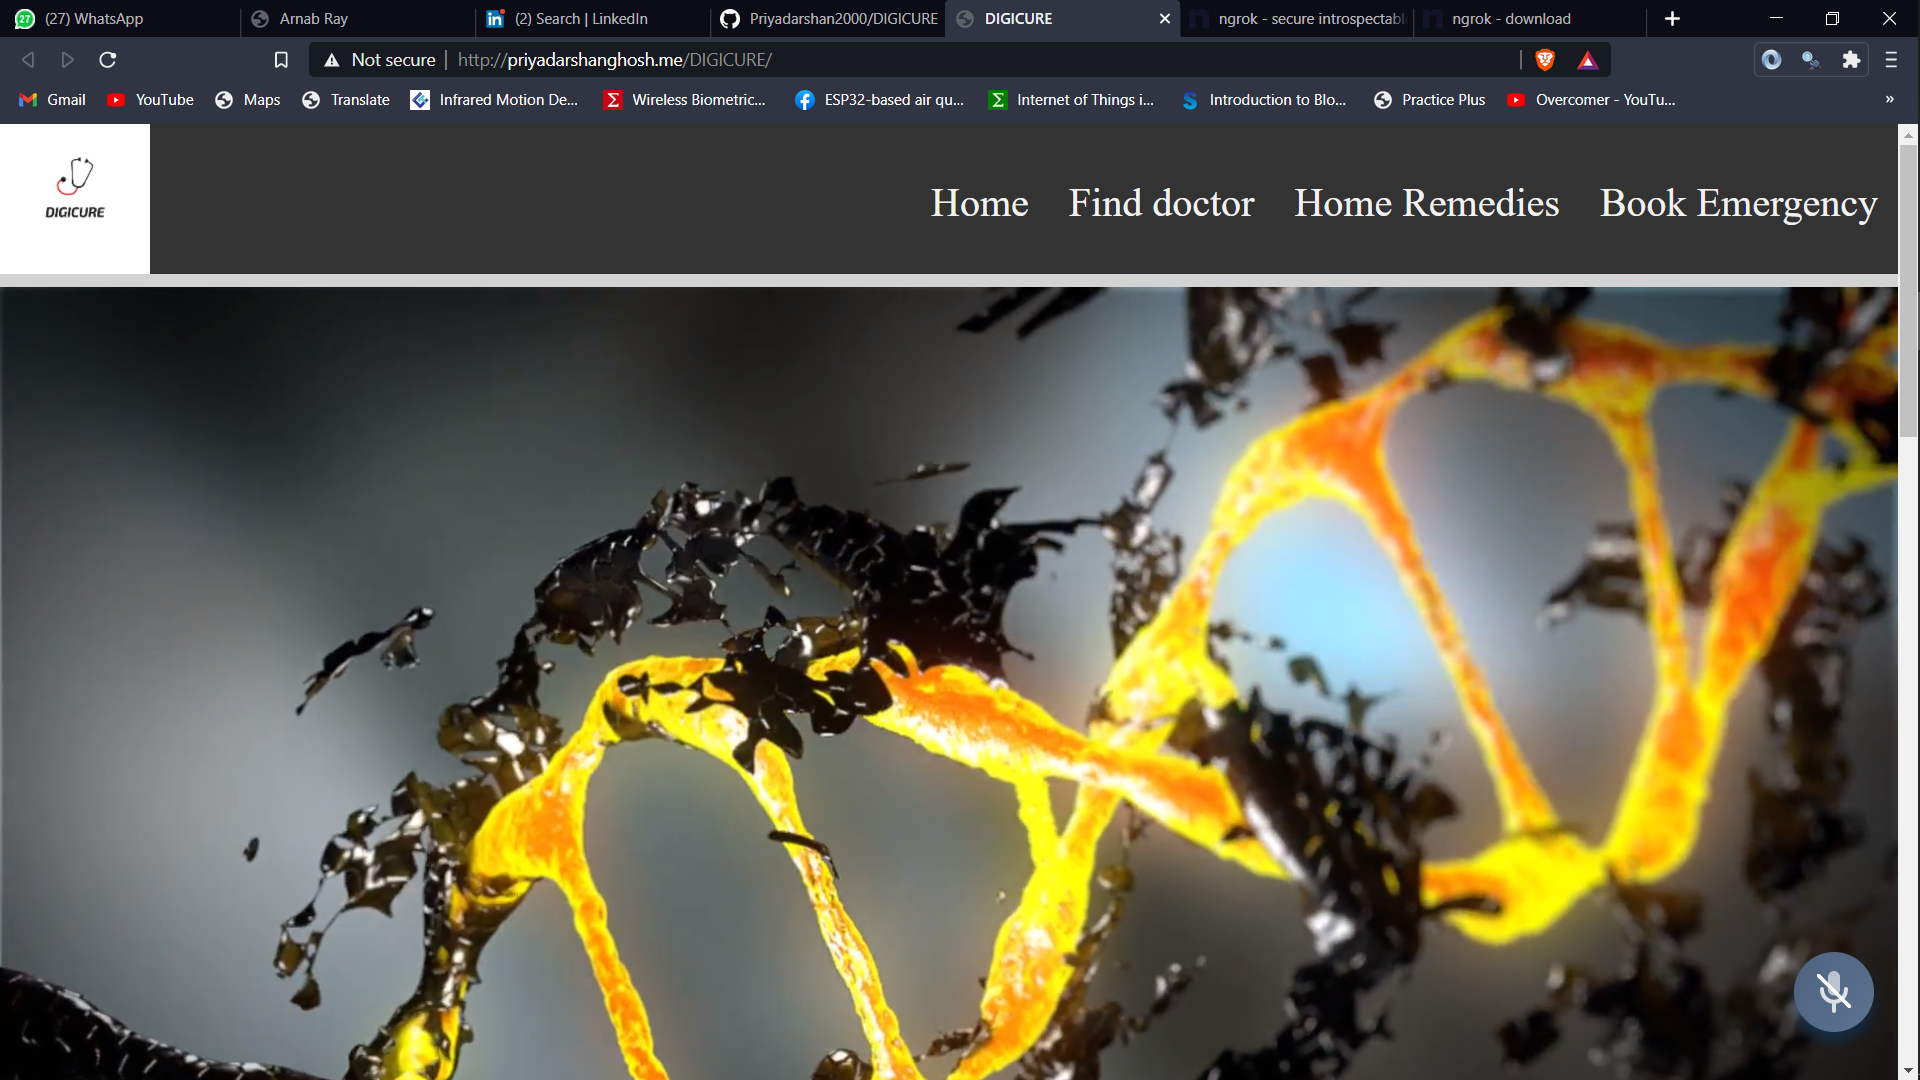 27 (27) WhatsApp
Arnab Ray
(2) Search | LinkedIn
Priyadarshan2000/DIGICURE
DIGICURE
ngrok - secure introspectabl
ngrok - download
Not secure
http://priyadarshanghosh.me/DIGICURE/
Gmail
YouTube
Maps
Translate
Infrared Motion De...
Wireless Biometric...
ESP32-based air qu...
Internet of Things i...
Introduction to Blo...
Practice Plus
Overcomer - YouTu...
»
DIGICURE
Home
Find doctor
Home Remedies
Book Emergency